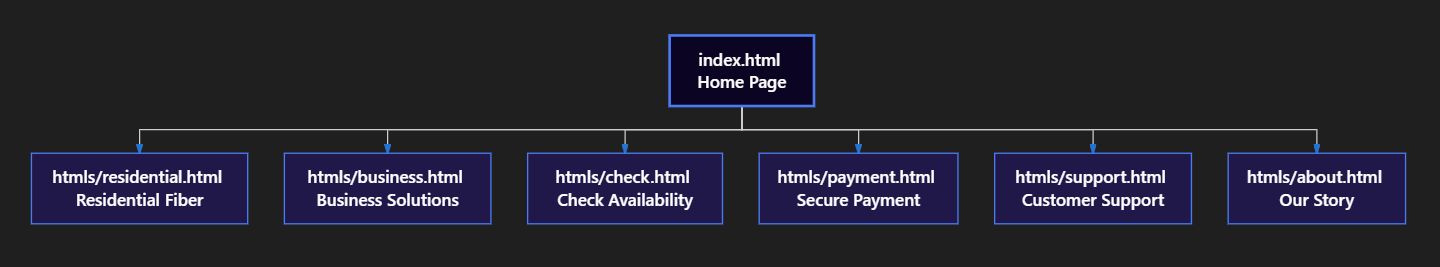 index.html
Home Page
htmls/residential.html
Residential Fiber
htmls/business.html
Business Solutions
htmls/check.html
Check Availability
htmls/payment.html
Secure Payment
htmls/support.html
Customer Support
htmls/about.html
Our Story